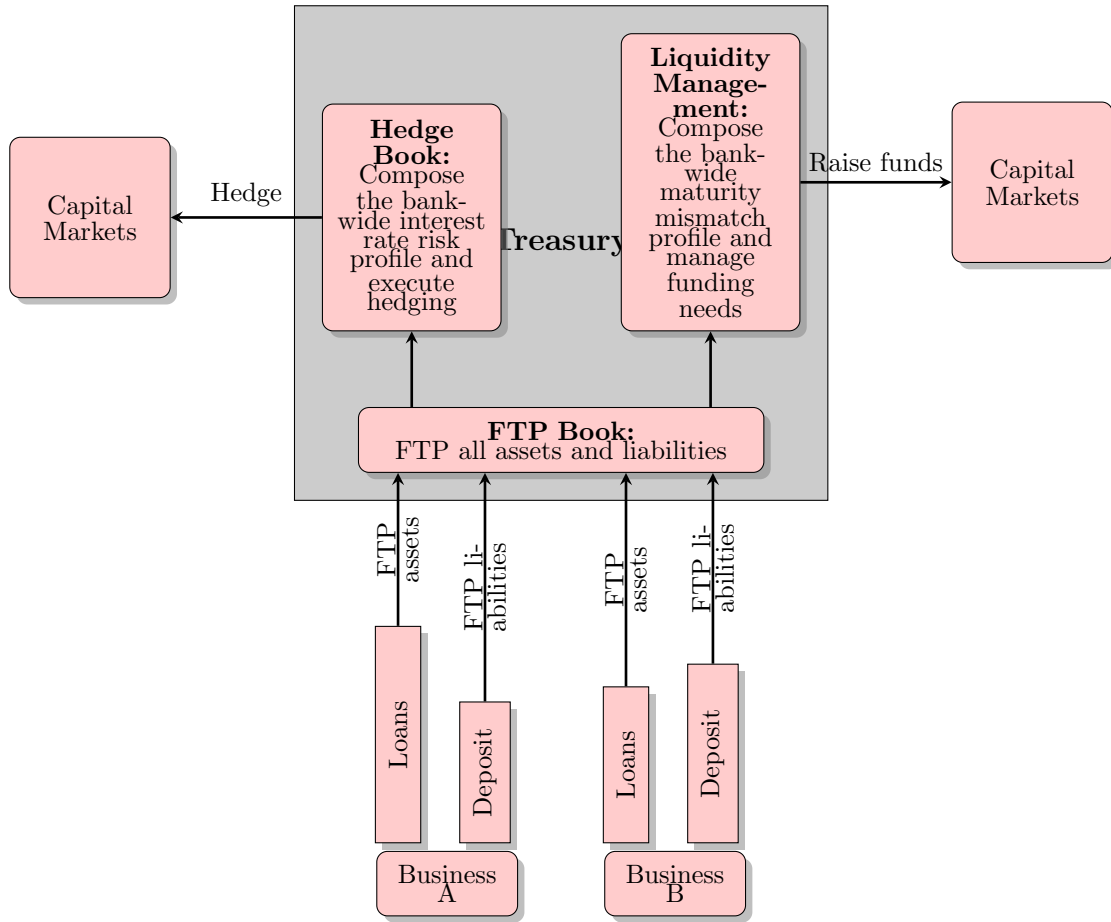 Liquidity
Manage-
ment:
Compose
the bank-
wide
maturity
mismatch
profile and
manage
funding
needs
Hedge
Book:
Compose
the bank-
wide interest
rate risk
profile and
execute
hedging
Treasury
Capital
Markets
Hedge
Raise funds
Capital
Markets
FTP Book:
FTP all assets and liabilities
FTP
assets
FTP li-
abilities
FTP
assets
FTP li-
abilities
Loans
Deposit
Loans
Deposit
Business
A
Business
B